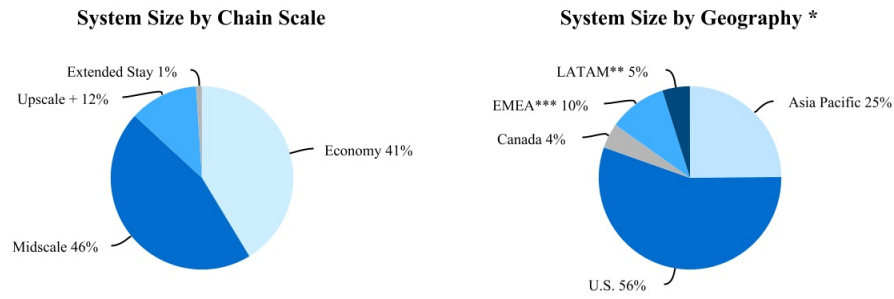 System Size by Chain Scale
Extended Stay 1%
Upscale + 12%
Economy 41%
Midscale 46%
System Size by Geography *
LATAM** 5%
EMEA*** 10%
Asia Pacific 25%
Canada 4%
U.S. 56%